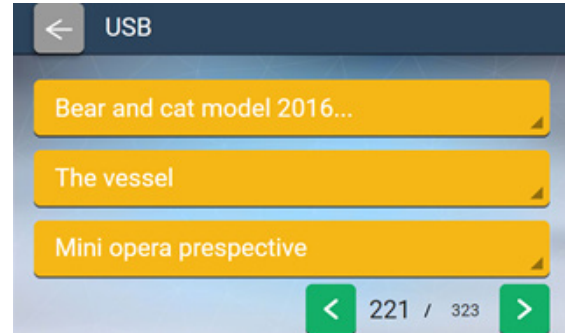 USB
Bear and cat model 2016...
The vessel
Mini opera prespective
221 / 323